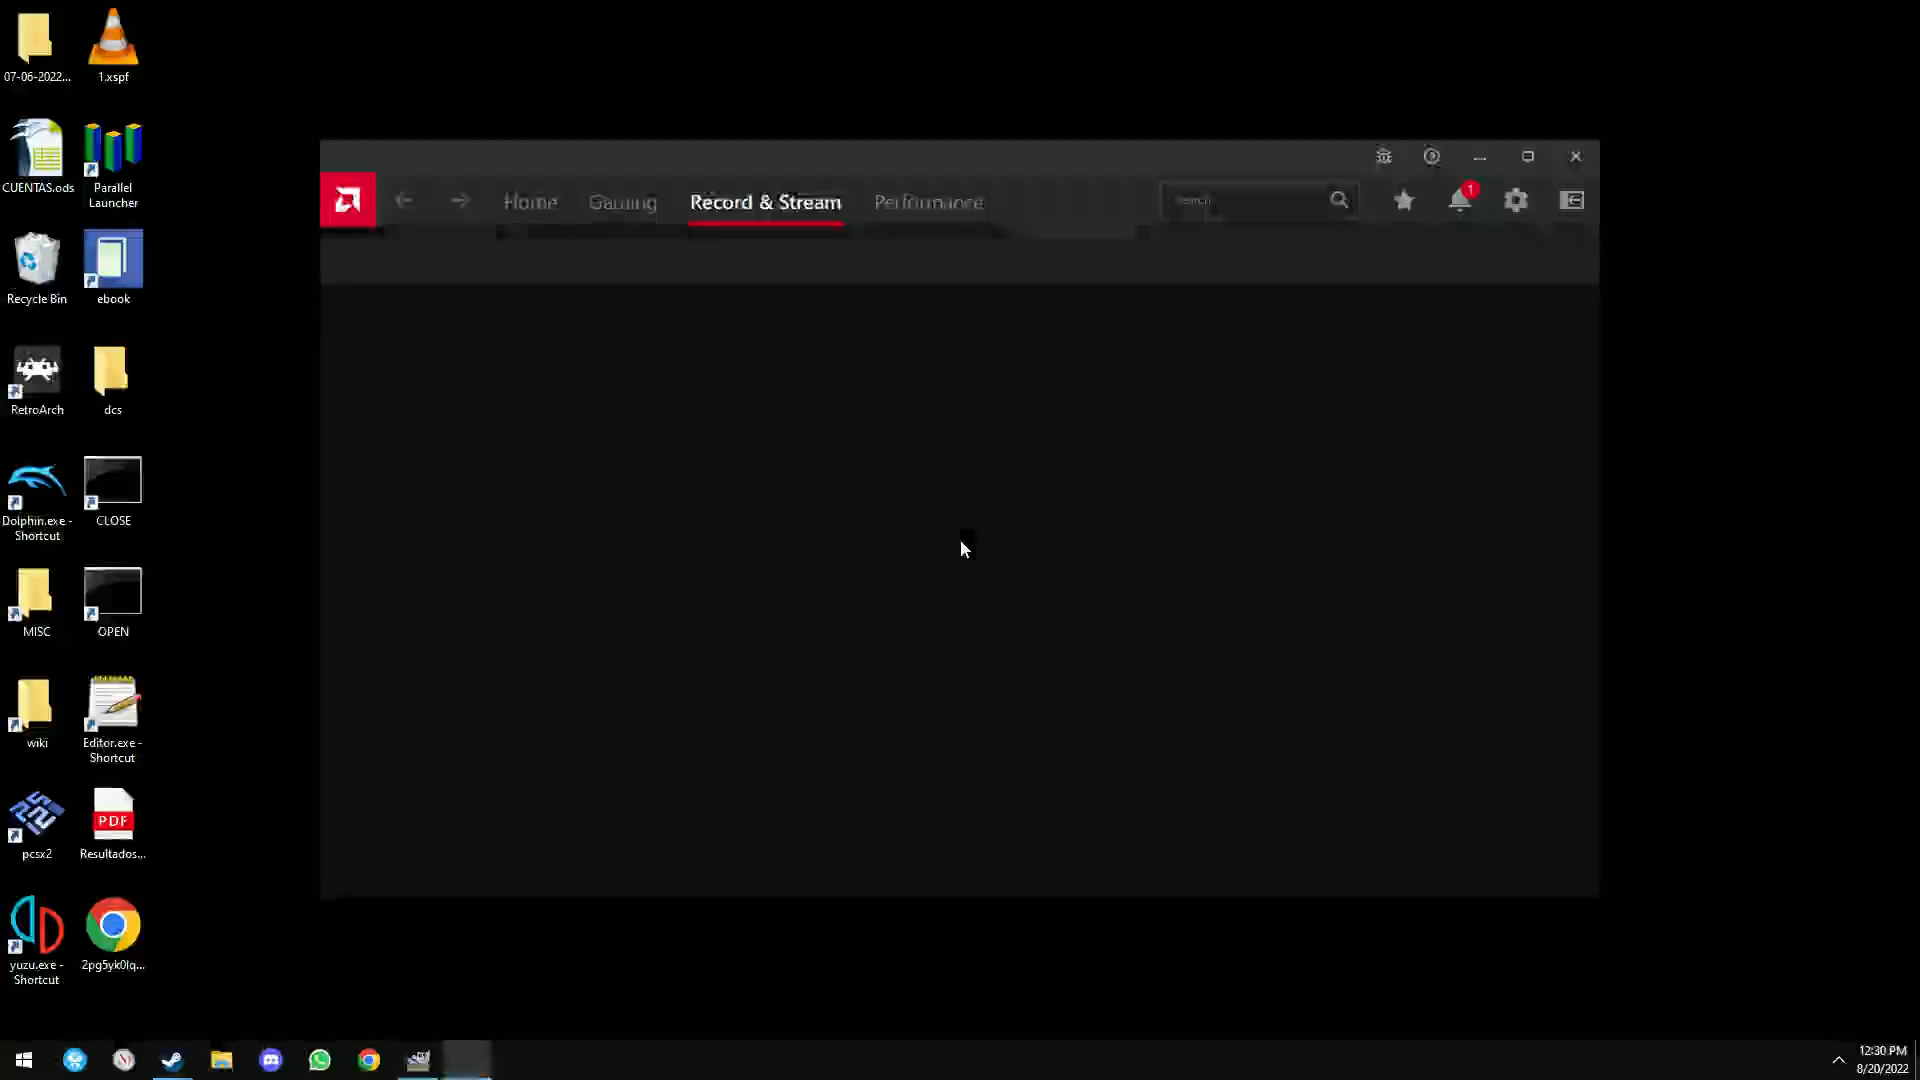 07-06-2022...
1.xspf
CUENTAS.ods
Parallel
Launcher
Recycle Bin
ebook
RetroArch
dcs
Dolphin.exe -
Shortcut
CLOSE
MISC
OPEN
wiki
Editor.exe -
Shortcut
pcsx2
PDF
Resultados...
yuzu.exe -
Shortcut
2pg5yk0lq...
Home
Gaming
Record & Stream
Performance
Search
1
12:30 PM
8/20/2022